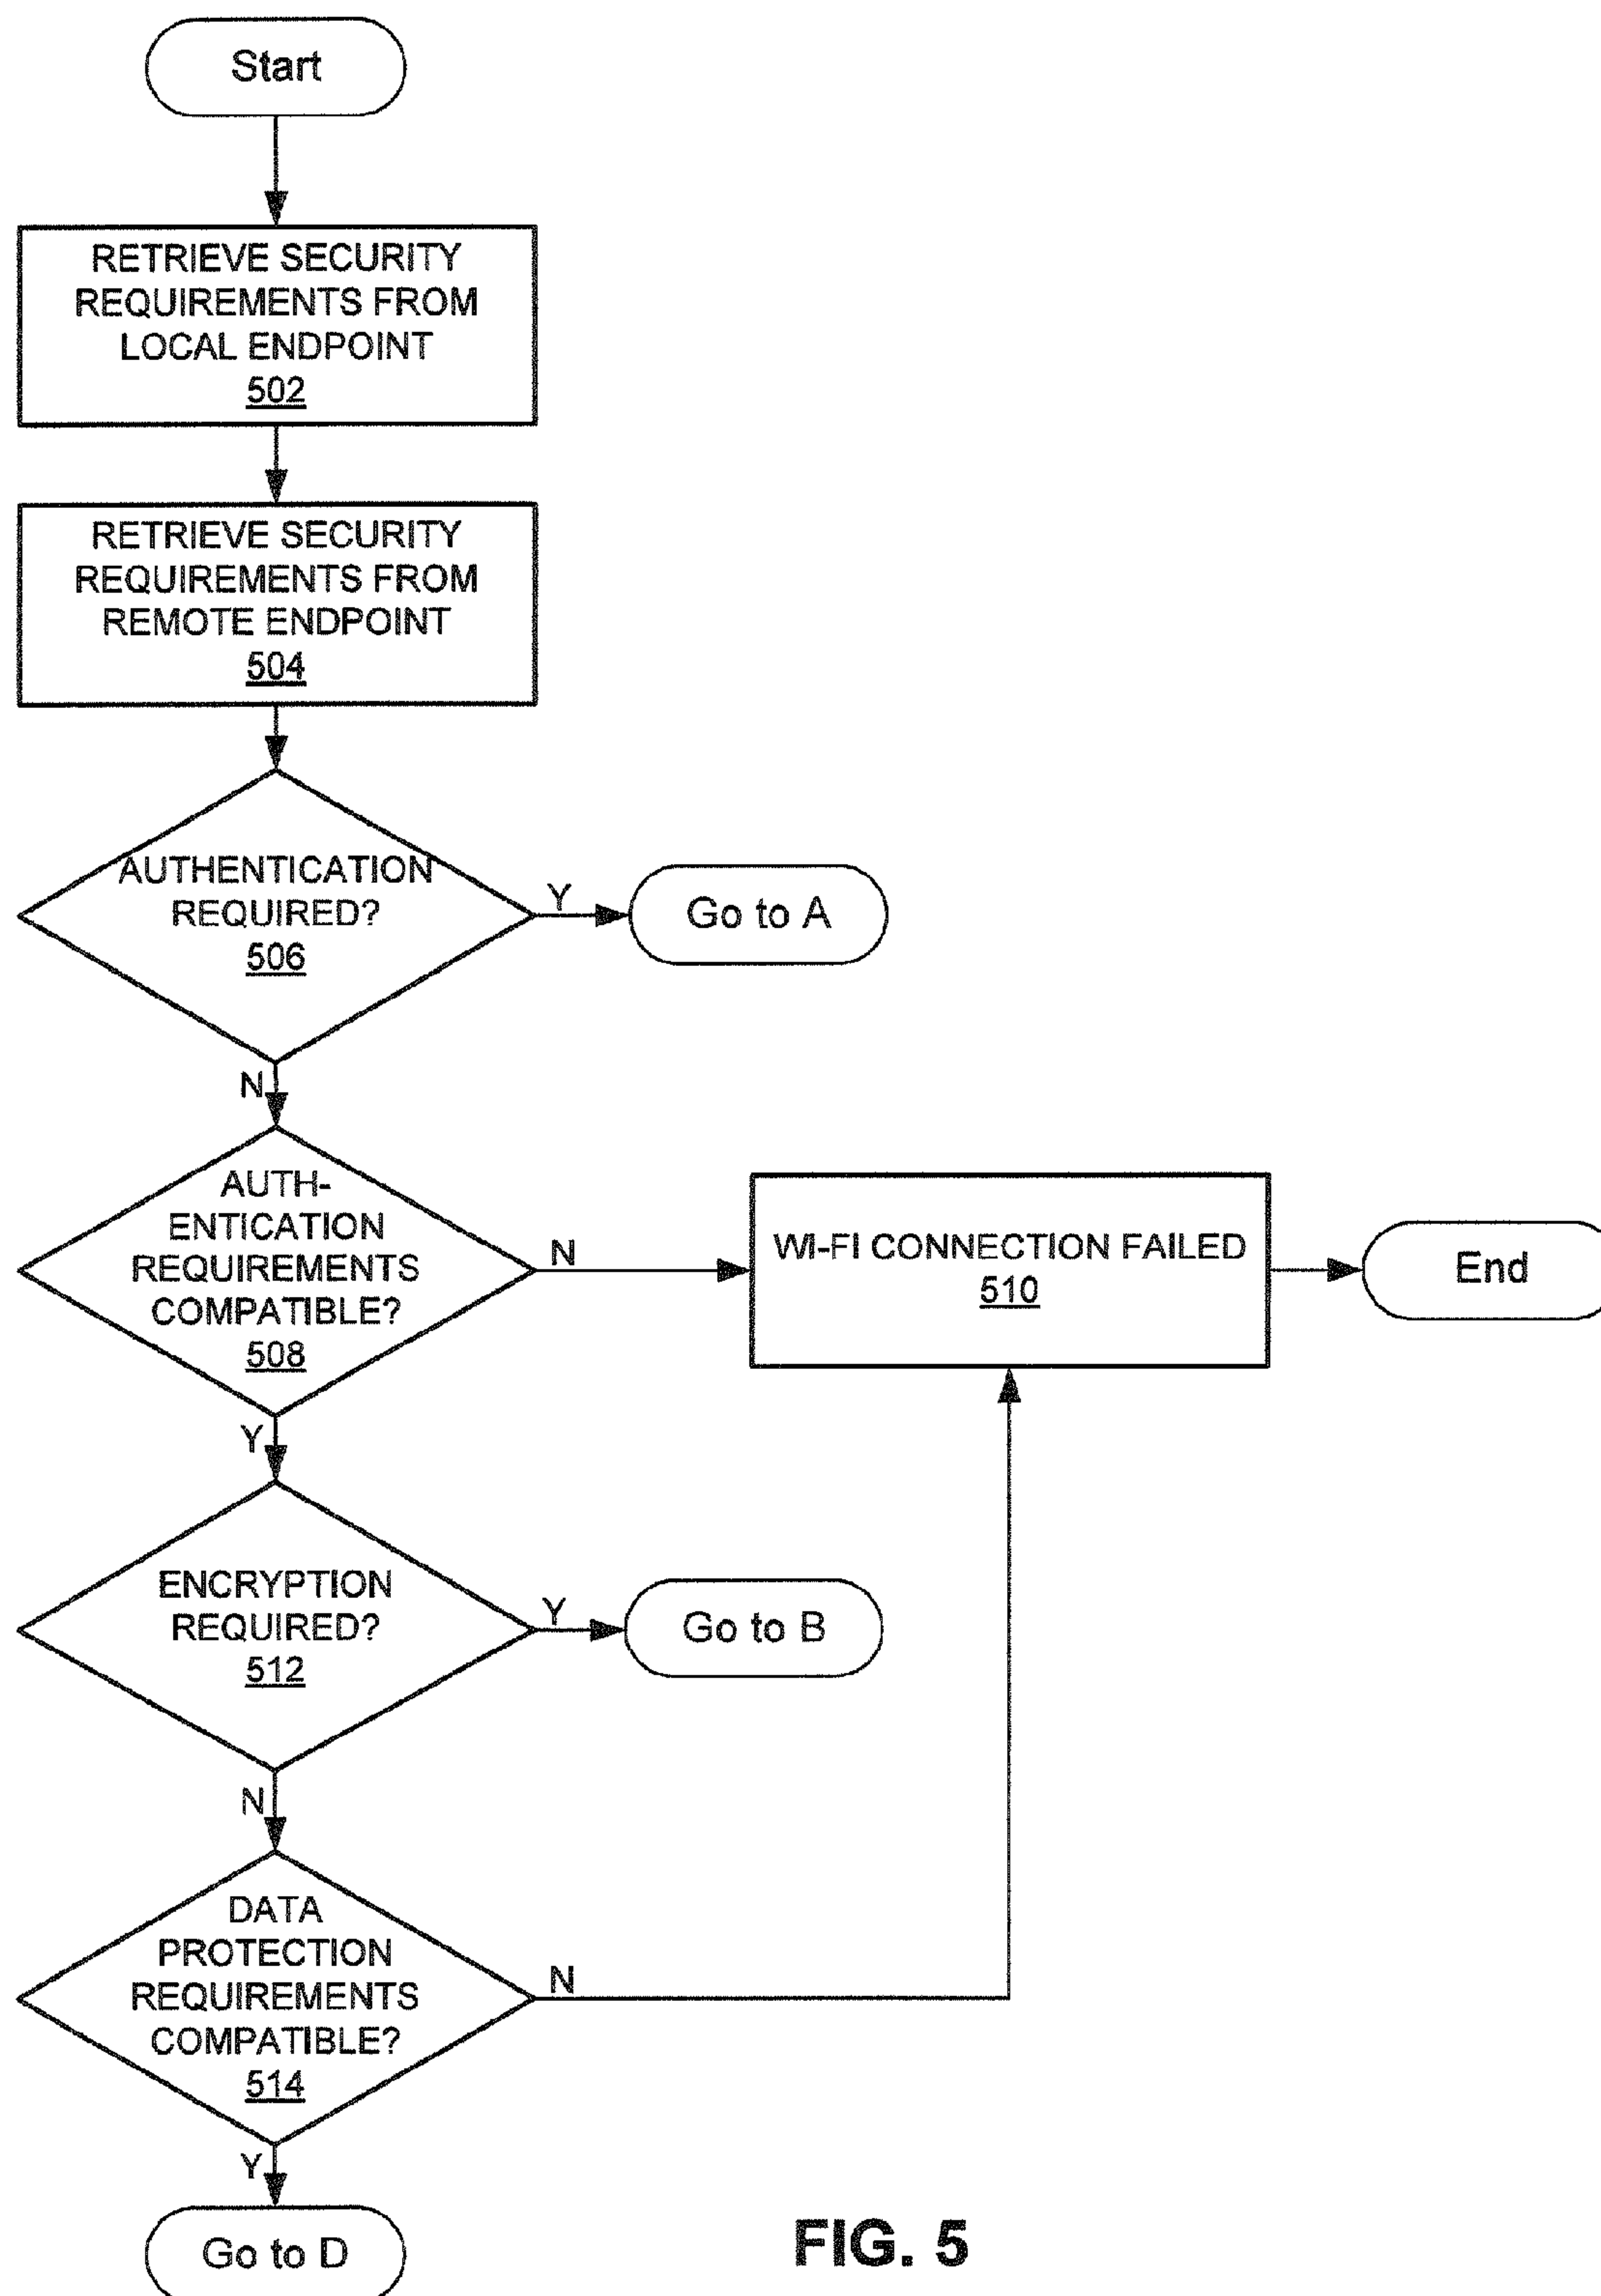 Start
RETRIEVE SECURITY
REQUIREMENTS FROM
LOCAL ENDPOINT
502
RETRIEVE SECURITY
REQUIREMENTS FROM
REMOTE ENDPOINT
504
AUTHENTICATION
REQUIRED?
506
Y
Go to A
N
AUTH-
ENTICATION
REQUIREMENTS
COMPATIBLE?
508
N
WI-FI CONNECTION FAILED
510
End
Y
ENCRYPTION
REQUIRED?
512
Y
Go to B
N
DATA
PROTECTION
REQUIREMENTS
COMPATIBLE?
514
N
Y
Go to D
FIG. 5